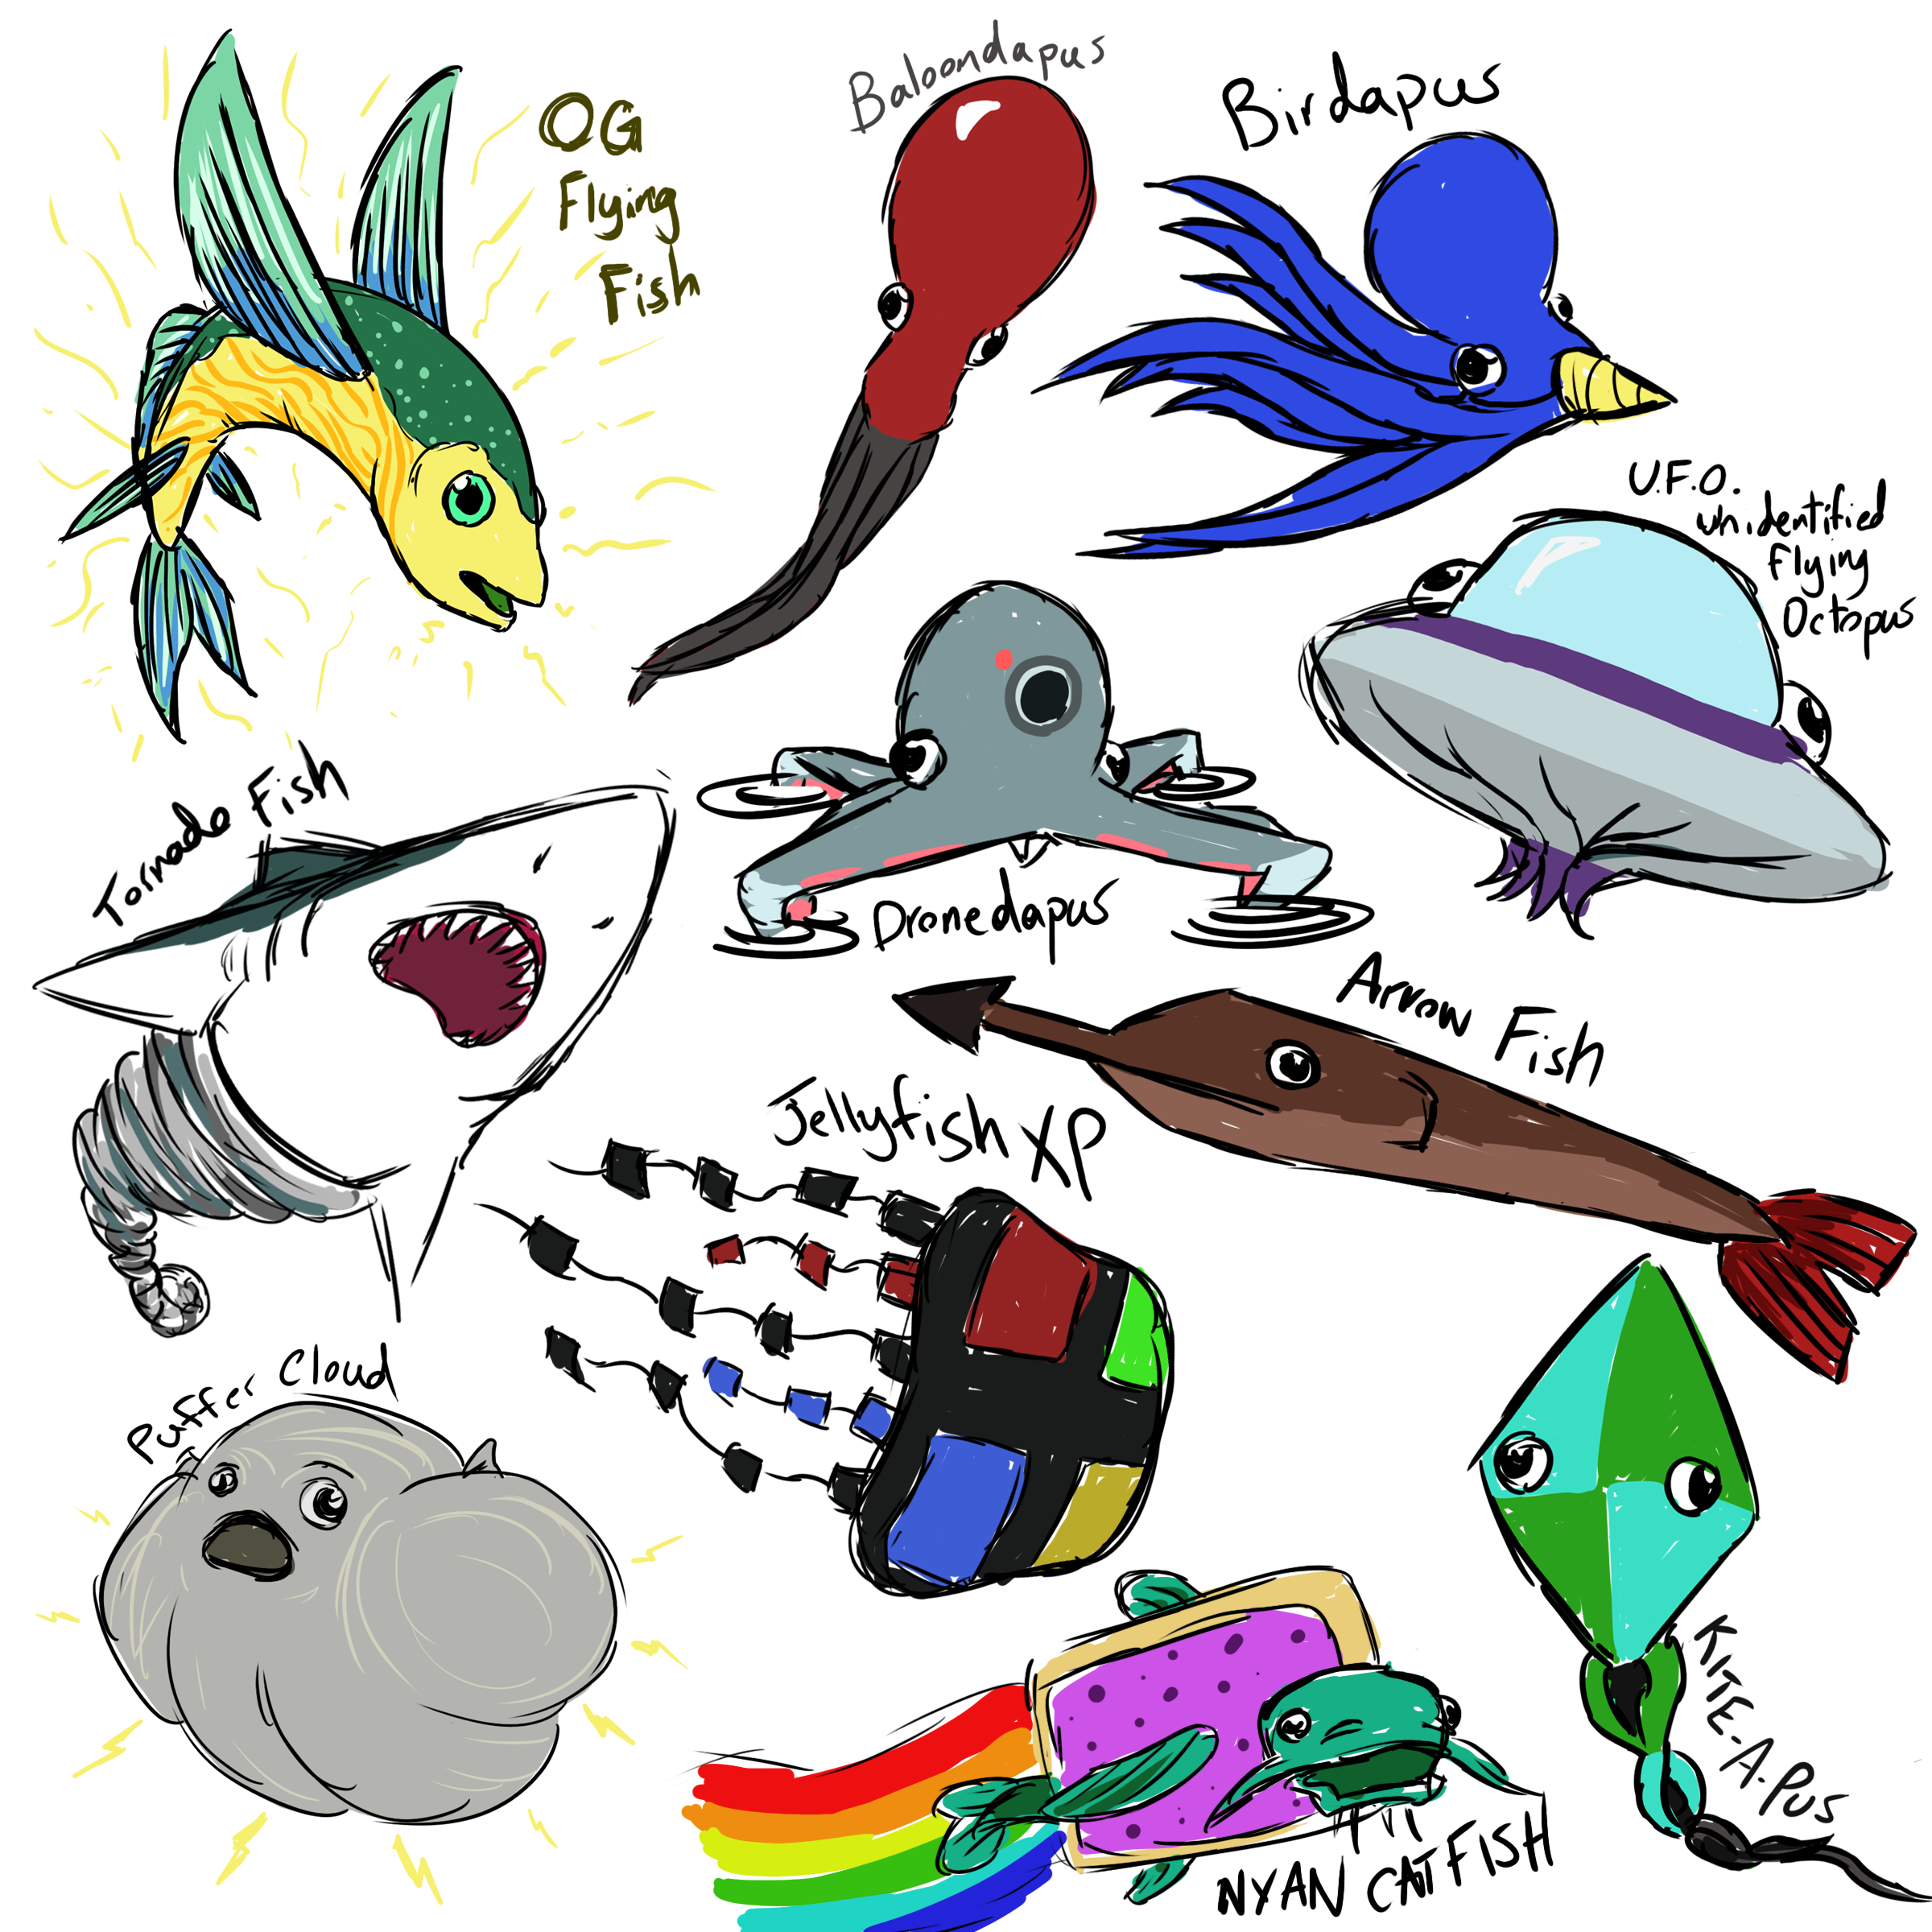 OG
Flying
Fish
Baloondapus
Birdapus
U.F.O.
unidentified
Flying
Octopus
Tornado Fish
Dronedapus
Arrow Fish
Jellyfish XP
Puffer Cloud
KITE-A-PUS
NYAN CATFISH